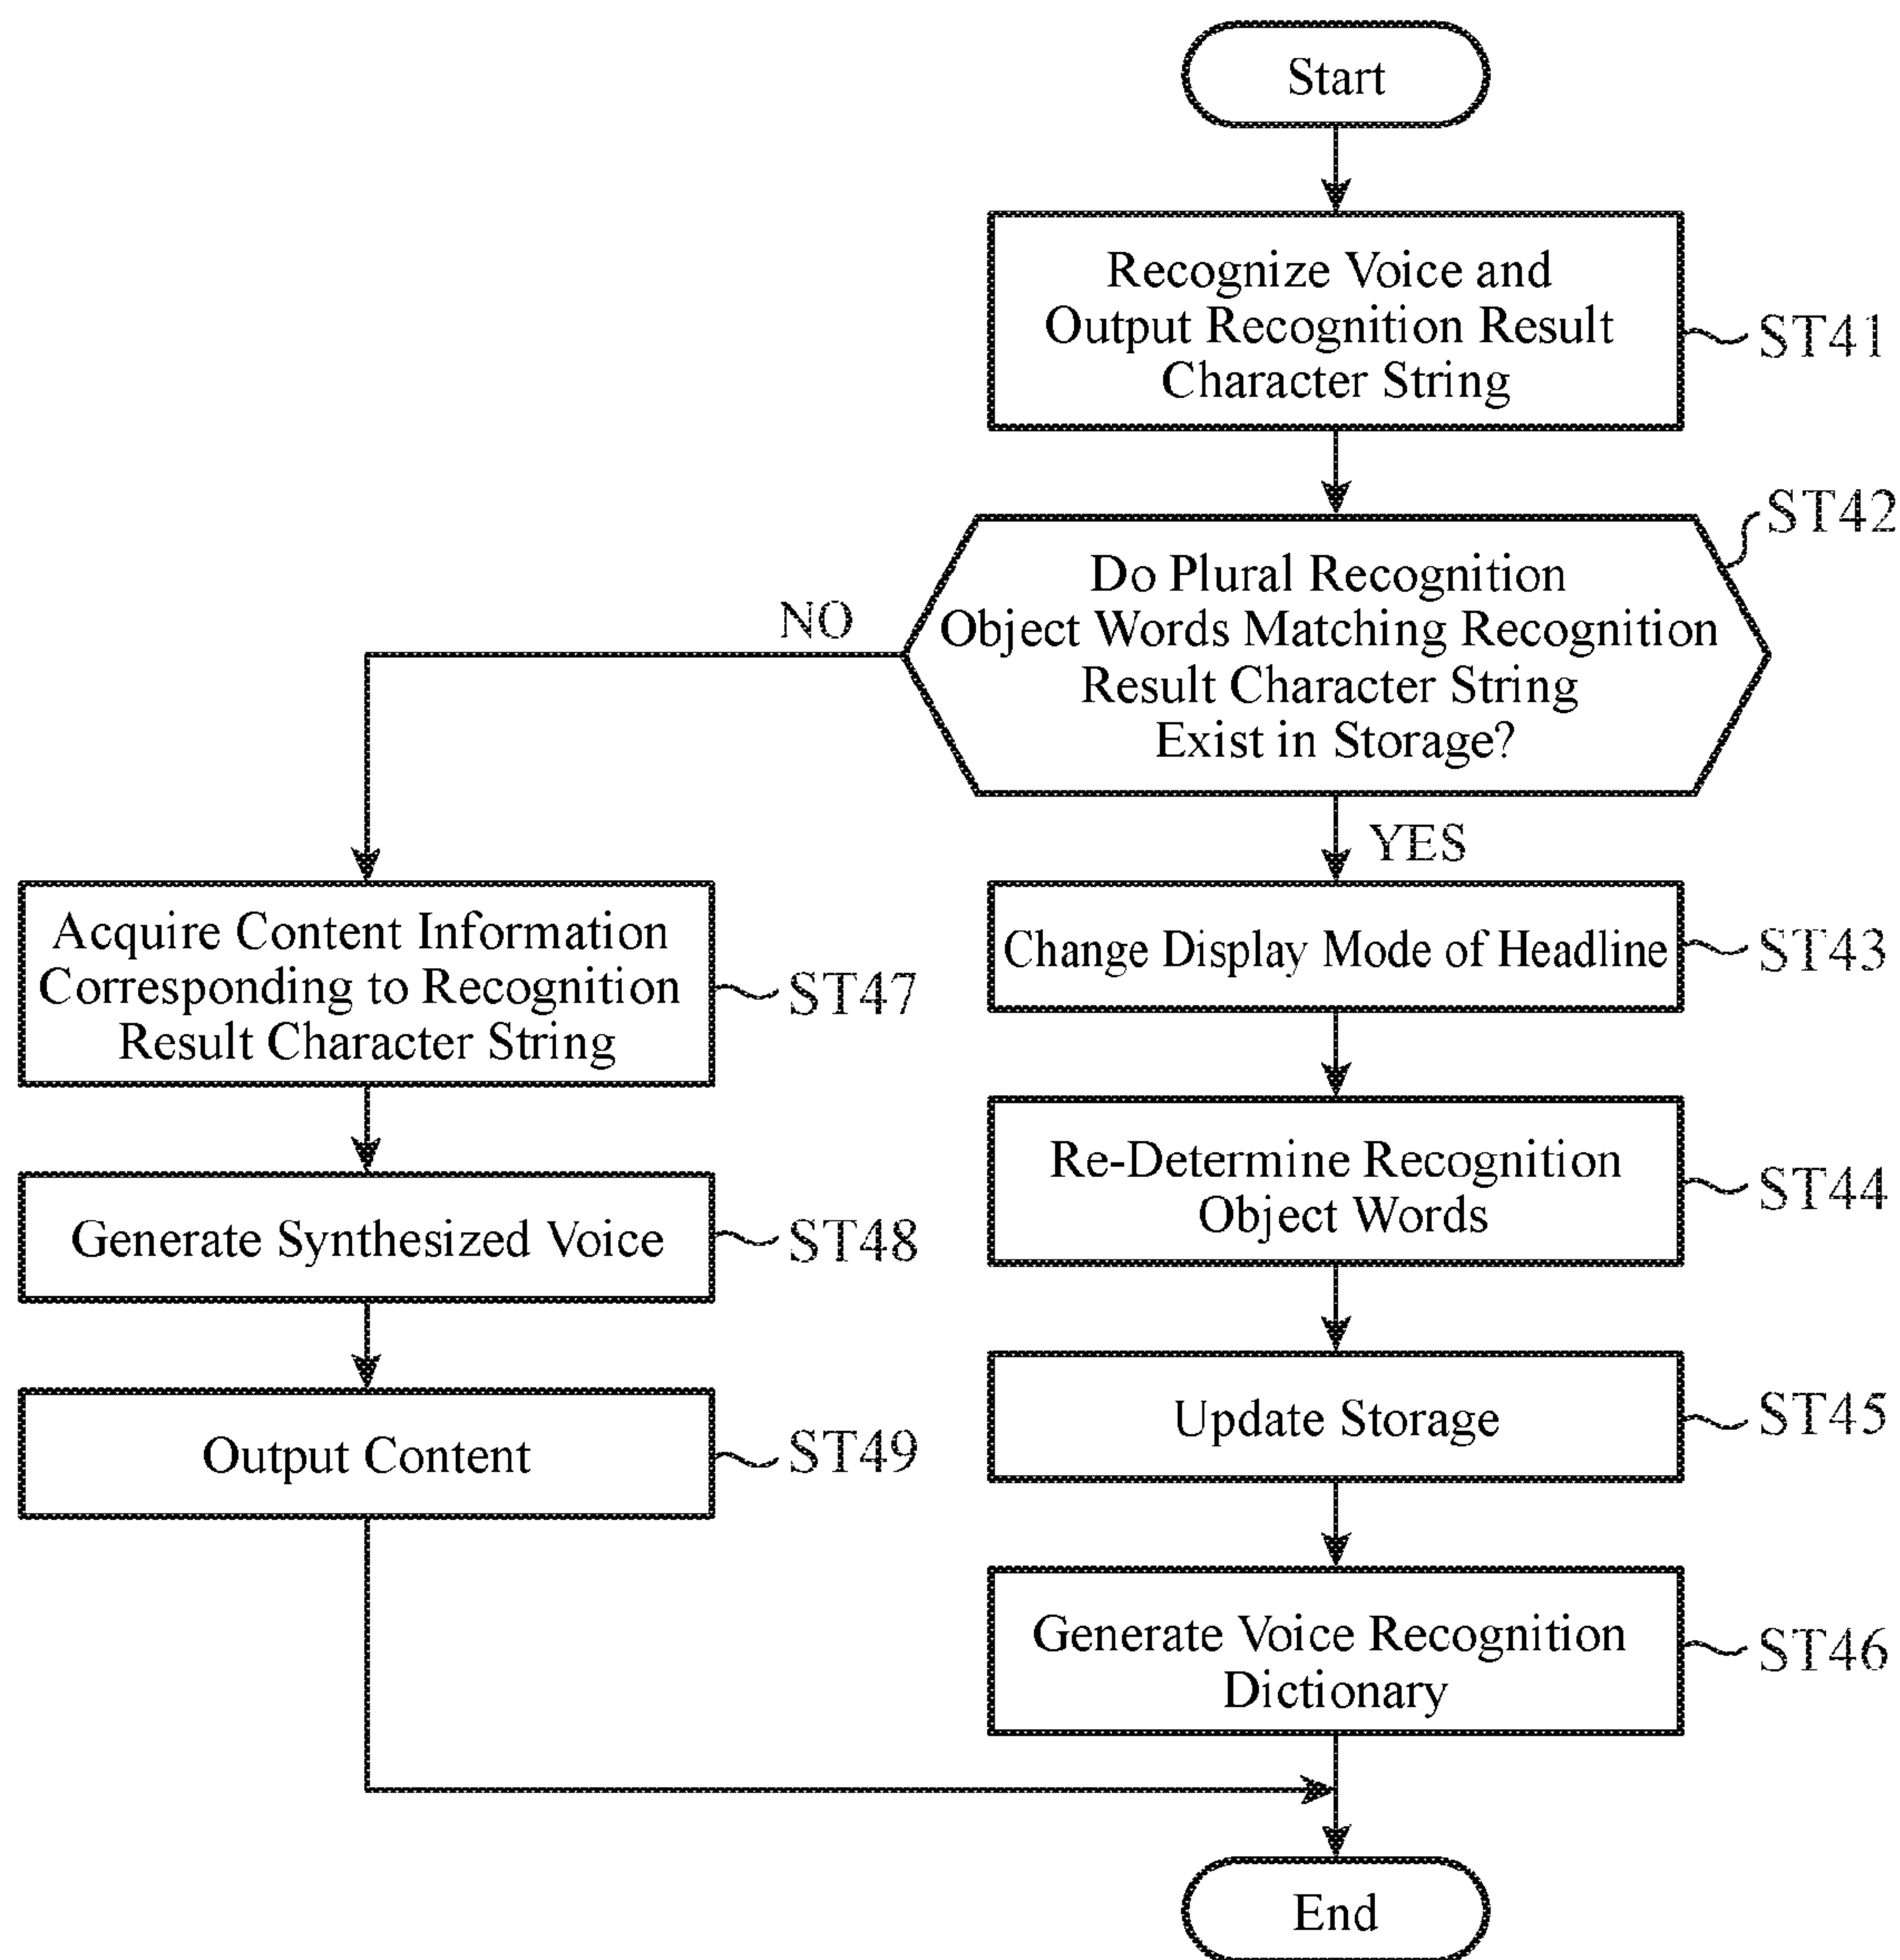 Start
Recognize Voice and
Output Recognition Result
Character String
ST41
Do Plural Recognition
Object Words Matching Recognition
Result Character String
Exist in Storage?
ST42
NO
YES
Change Display Mode of Headline
ST43
Re-Determine Recognition
Object Words
ST44
Update Storage
ST45
Generate Voice Recognition
Dictionary
ST46
Acquire Content Information
Corresponding to Recognition
Result Character String
ST47
Generate Synthesized Voice
ST48
Output Content
ST49
End